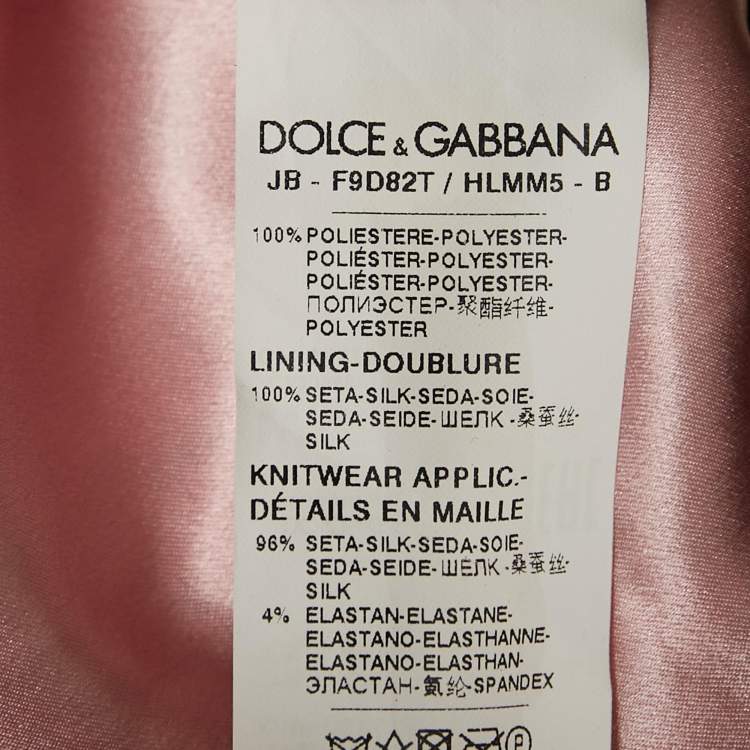 DOLCE & GABBANA
JB - F9D82T / HLMM5 - B
100% POLIESTERE-POLYESTER-
POLIÉSTER-POLYESTER-
POLIÉSTER-POLYESTER-
ПОЛИЭСТЕР-聚酯纤维-
POLYESTER
LINING-DOUBLURE
100% SETA-SILK-SEDA-SOIE-
SEDA-SEIDE-ШЕЛК-桑蚕丝-
SILK
KNITWEAR APPLIC.-
DÉTAILS EN MAILLE
96% SETA-SILK-SEDA-SOIE-
SEDA-SEIDE-ШЕЛК-桑蚕丝-
SILK
4% ELASTAN-ELASTANE-
ELASTANO-ELASTHANNE-
ELASTANO-ELASTHAN-
ЭЛАСТАН-氨纶-SPANDEX
P